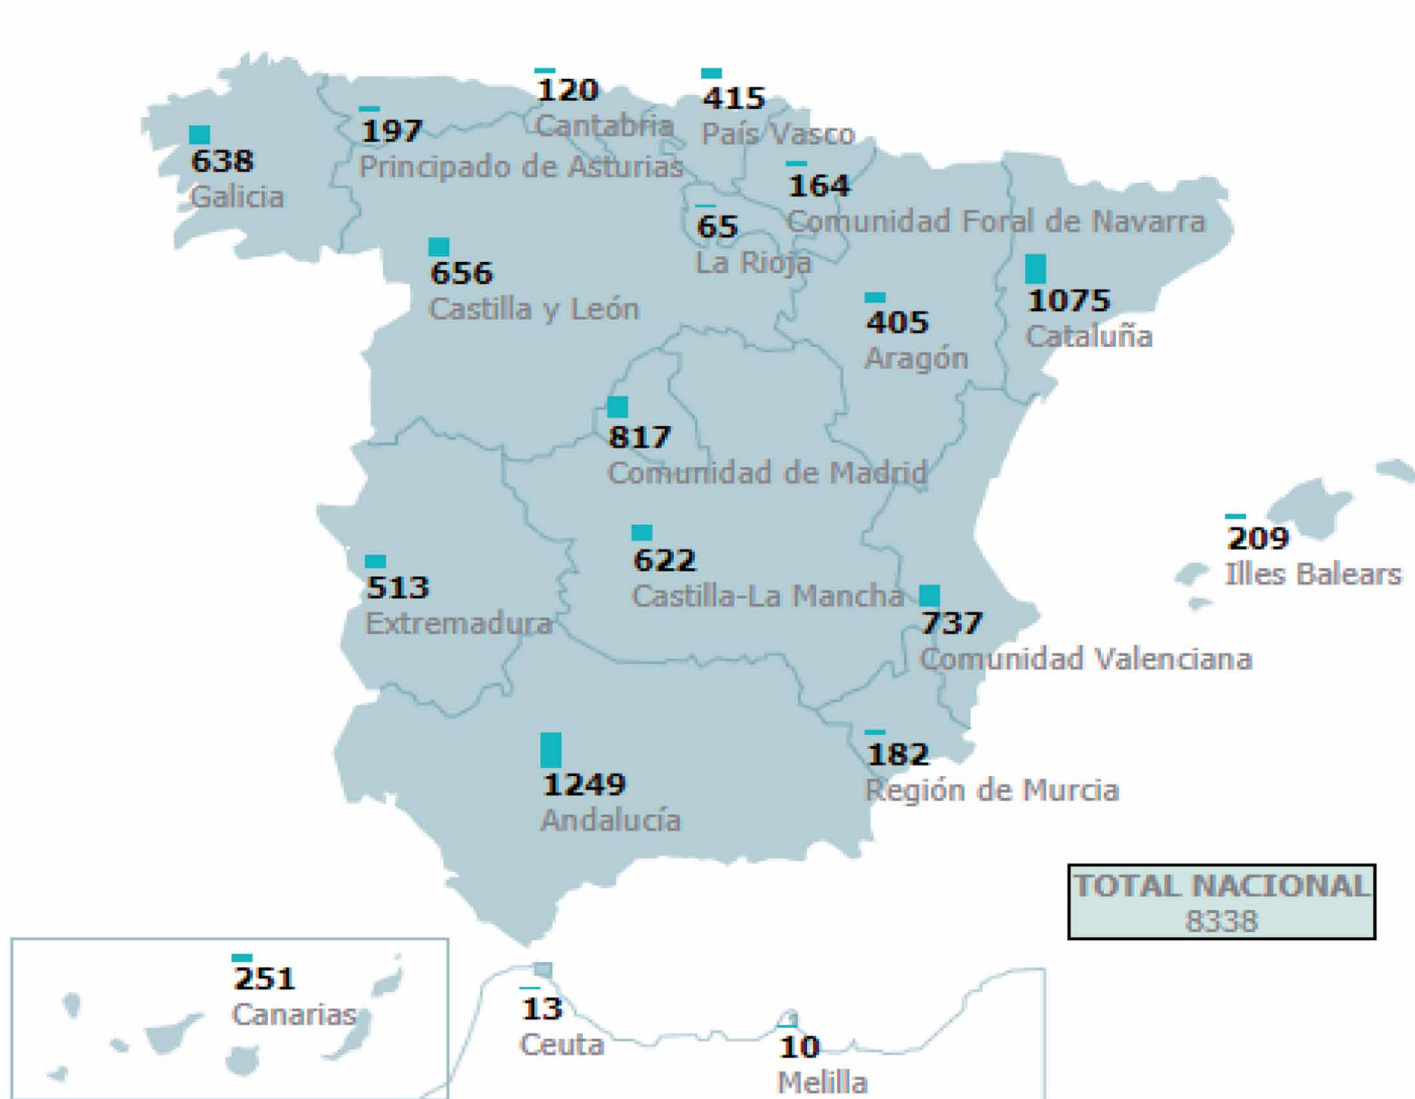 120
Cantabria
415
País Vasco
197
Principado de Asturias
638
Galicia
164
Comunidad Foral de Navarra
65
La Rioja
656
Castilla y León
1075
Cataluña
405
Aragón
817
Comunidad de Madrid
209
Illes Balears
622
Castilla-La Mancha
513
Extremadura
737
Comunidad Valenciana
182
Región de Murcia
1249
Andalucía
TOTAL NACIONAL
8338
251
Canarias
13
Ceuta
10
Melilla